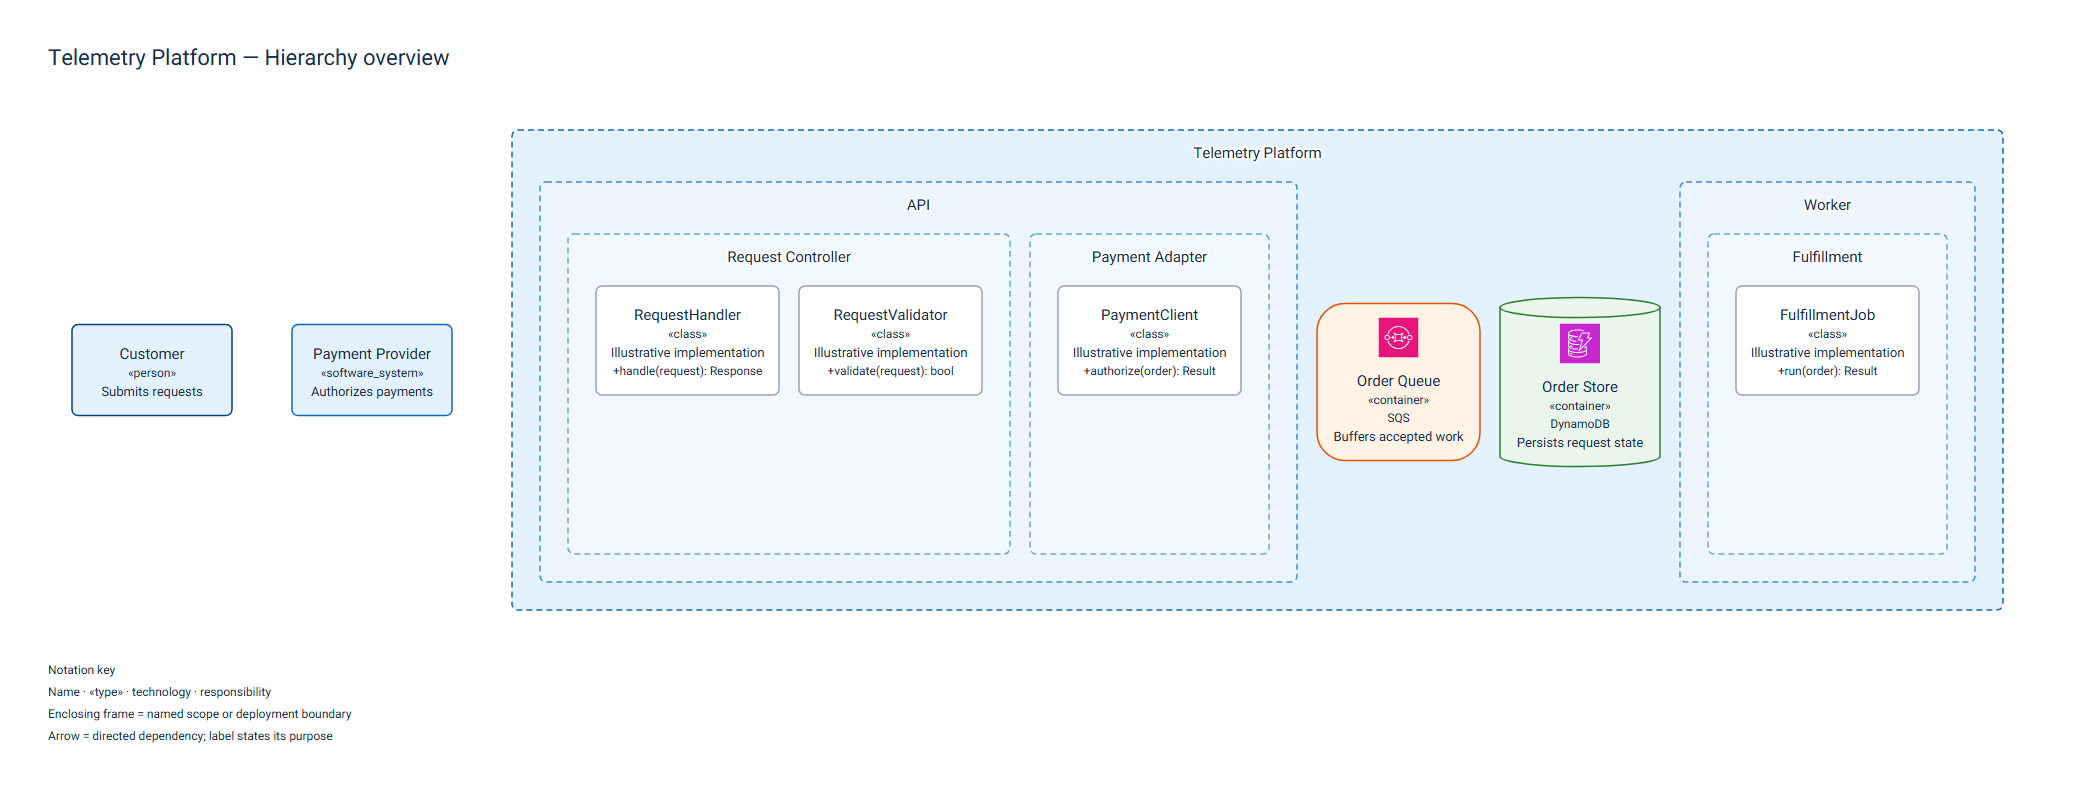 Telemetry Platform — Hierarchy overview
Telemetry Platform
API
Worker
Request Controller
Payment Adapter
Fulfillment
Customer
«person»
Submits requests
Payment Provider
«software_system»
Authorizes payments
RequestHandler
«class»
Illustrative implementation
+handle(request): Response
RequestValidator
«class»
Illustrative implementation
+validate(request): bool
PaymentClient
«class»
Illustrative implementation
+authorize(order): Result
Order Queue
«container»
SQS
Buffers accepted work
Order Store
«container»
DynamoDB
Persists request state
FulfillmentJob
«class»
Illustrative implementation
+run(order): Result
Notation key
Name · «type» · technology · responsibility
Enclosing frame = named scope or deployment boundary
Arrow = directed dependency; label states its purpose